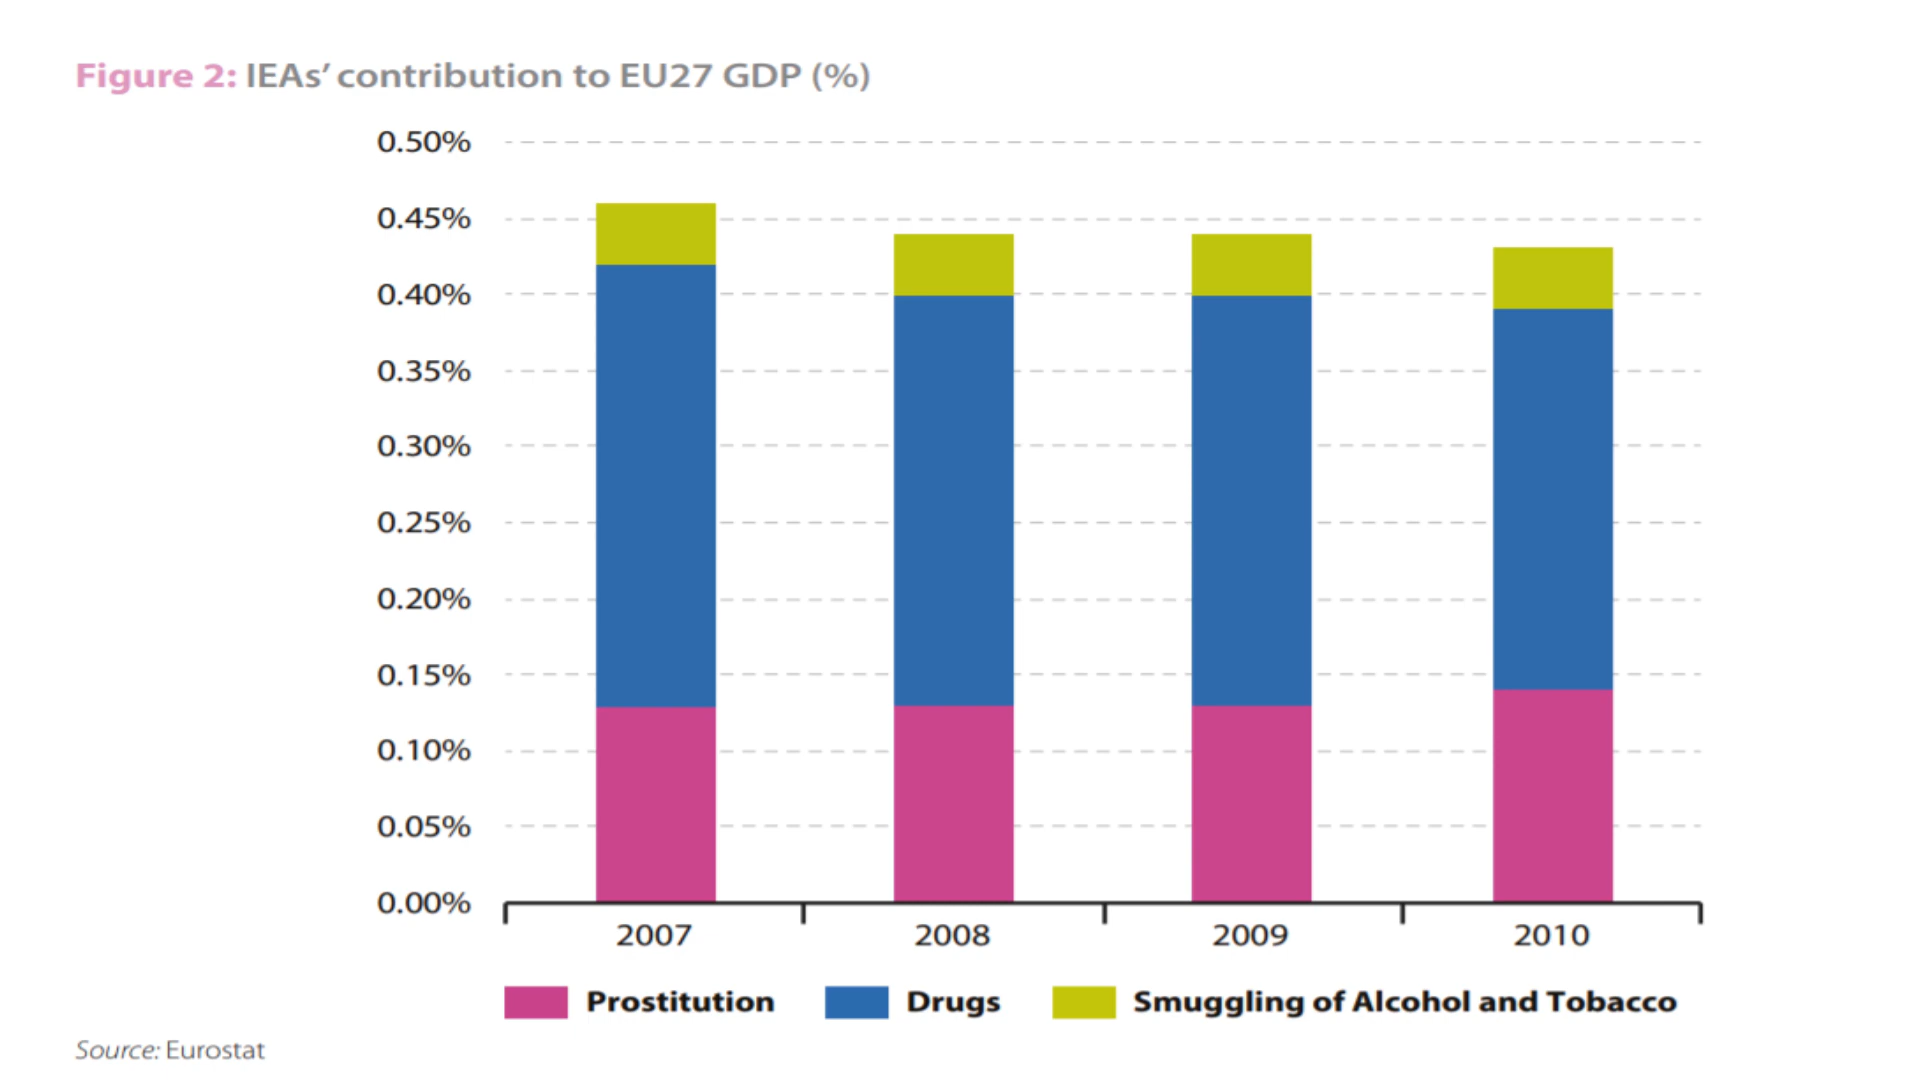 Figure 2: IEAs’ contribution to EU27 GDP (%)
0.50%
0.45%
0.40%
0.35%
0.30%
0.25%
0.20%
0.15%
0.10%
0.05%
0.00%
2007 2008 2009 2010
Prostitution Drugs Smuggling of Alcohol and Tobacco
Source: Eurostat